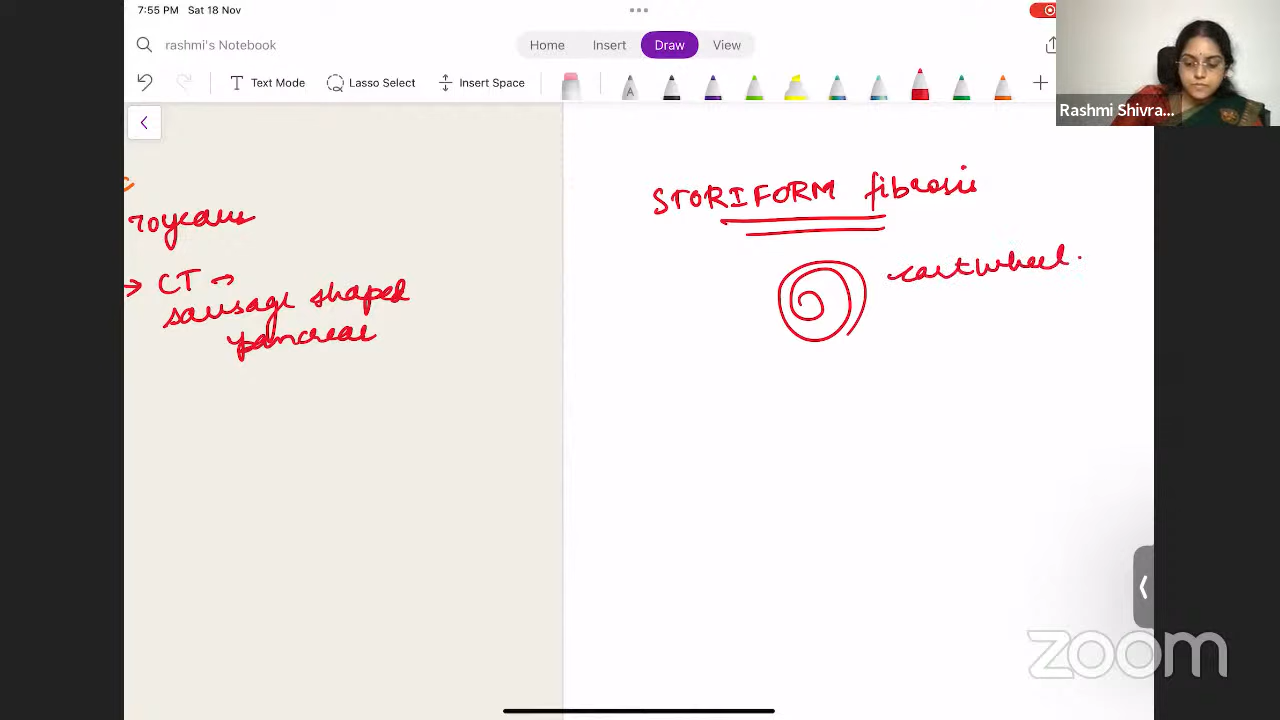 7:55 PM Sat 18 Nov
rashmi's Notebook
Home Insert Draw View
Text Mode Lasso Select Insert Space
A
Rashmi Shivra...
STORIFORM fibrosis
cartwheel.
70years
→ CT →
sausage shaped
pancreas
zoom